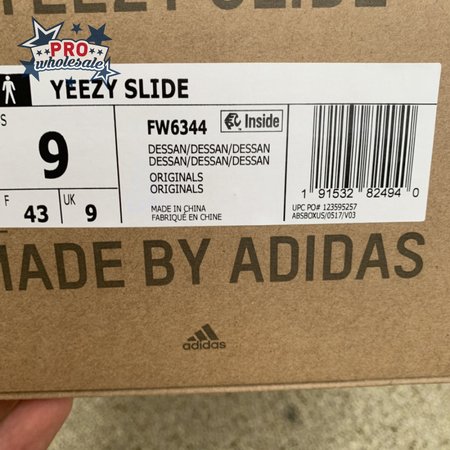 YEEZY SLIDE
PRO
wholesale
YEEZY SLIDE
S
9
F
43
UK
9
FW6344
Inside
DESSAN/DESSAN/DESSAN
DESSAN/DESSAN/DESSAN
ORIGINALS
ORIGINALS
MADE IN CHINA
FABRIQUÉ EN CHINE
1 91532 82494 0
UPC PO# 123595257
ABSBOXUS/0517/V03
MADE BY ADIDAS
adidas